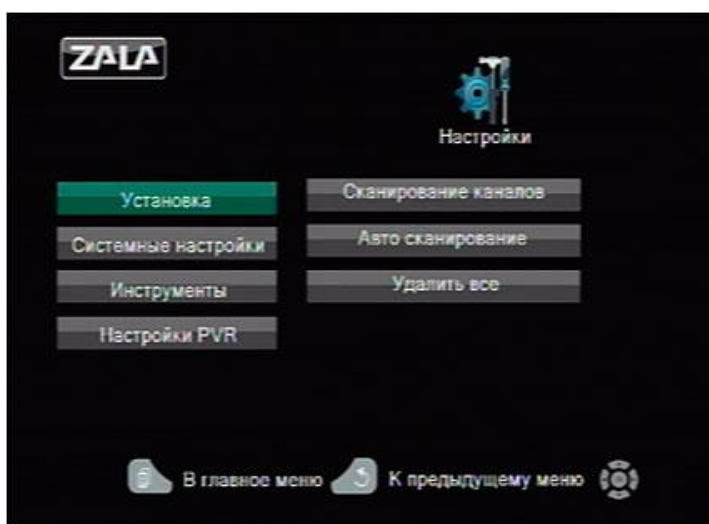 ZALA
Настройки
Установка
Системные настройки
Инструменты
Настройки PVR
Сканирование каналов
Авто сканирование
Удалить все
В главное меню
К предыдущему меню